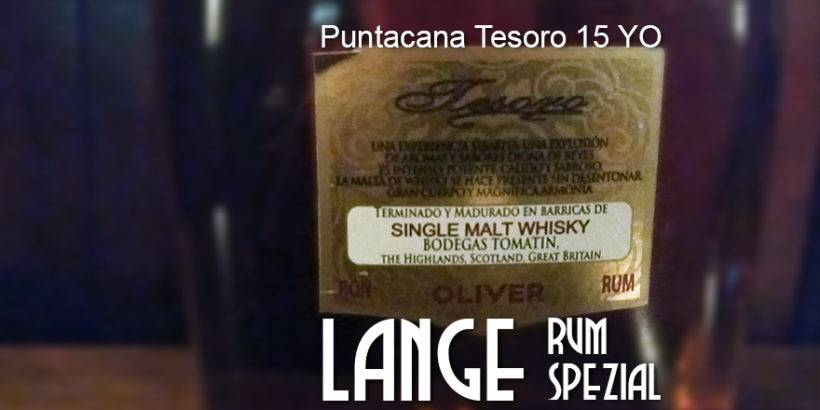 Puntacana Tesoro 15 YO
Tesoro
UNA EXPERIENCIA SIBARITA: UNA EXPLOSIÓN
DE AROMAS Y SABORES DIGNA DE REYES.
ES INTENSO, POTENTE, CALIDO Y SABROSO.
LA MALTA DE WHISKY SE HACE PRESENTE SIN DESENTONAR
GRAN CUERPO Y MAGNIFICA ARMONIA.
TERMINADO Y MADURADO EN BARRICAS DE
SINGLE MALT WHISKY
BODEGAS TOMATIN,
THE HIGHLANDS, SCOTLAND, GREAT BRITAIN.
RON OLIVER RUM
LANGE RUM
SPEZIAL